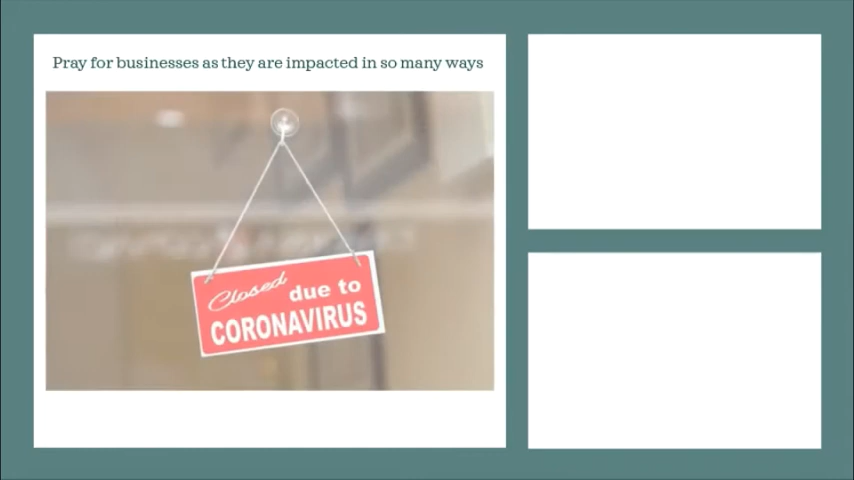 Pray for businesses as they are impacted in so many ways
Closed due to
CORONAVIRUS